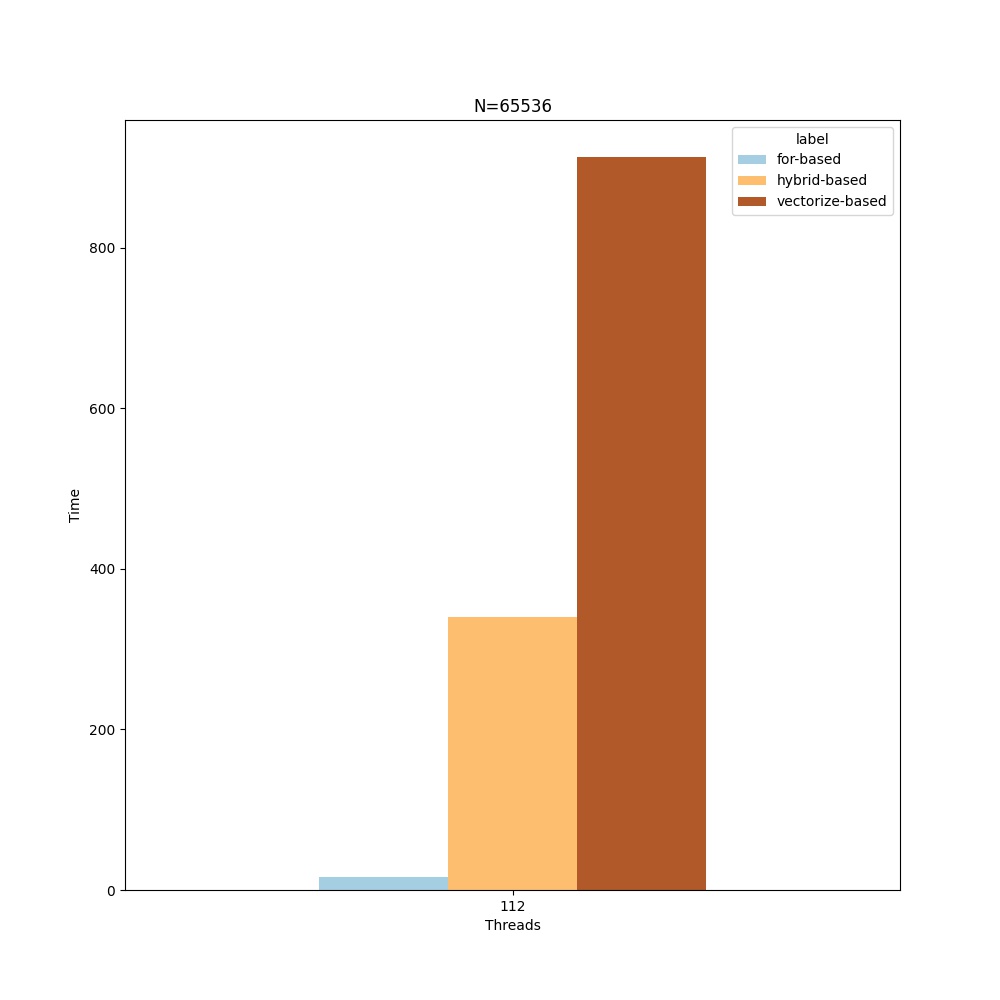 N=65536
label
for-based
hybrid-based
vectorize-based
800
600
400
200
0
Time
112
Threads